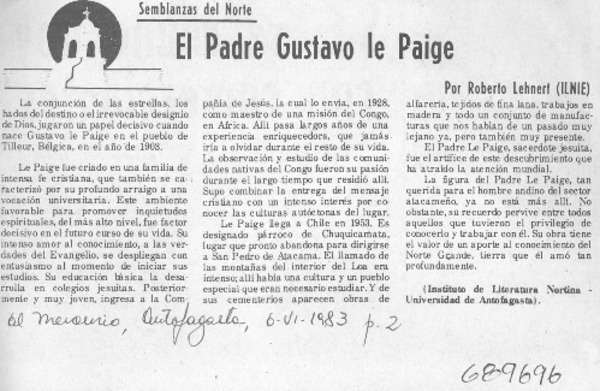 Semblanzas del Norte
El Padre Gustavo le Paige
Por Roberto Lehnert (ILNIE)
La conjunción de las estrellas, los
hados del destino o el irrevocable designio
de Dios, jugaron un papel decisivo cuando
nace Gustavo le Paige en el pueblo de
Tilleur, Bélgica, en el año de 1903.
Le Paige fue criado en una familia de
intensa fe cristiana, que también se ca-
racterizó por su profundo arraigo a una
vocación universitaria. Este ambiente
favorable para promover inquietudes
espirituales, del más alto nivel, fue factor
decisivo en el futuro curso de su vida. Su
intenso amor al conocimiento, a las ver-
dades del Evangelio, se despliegan con
entusiasmo al momento de iniciar sus
estudios. Su educación básica la desa-
rrolla en colegios jesuitas. Posterior-
mente y muy joven, ingresa a la Com
pañía de Jesús, la cual lo envía, en 1928,
como maestro de una misión del Congo,
en Africa. Allí pasa largos años de una
experiencia enriquecedora, que jamás
iría a olvidar durante el resto de su vida.
La observación y estudio de las comuni-
dades nativas del Congo fueron su pasión
durante el largo tiempo que residió allí.
Supo combinar la entrega del mensaje
cristiano con un intenso interés por co-
nocer las culturas autóctonas del lugar.
Le Paige llega a Chile en 1953. Es
designado párroco de Chuquicamata,
lugar que pronto abandona para dirigirse
a San Pedro de Atacama. El llamado de
las montañas del interior del Loa era
intenso; allí había una cultura y un pueblo
especial que eran necesario estudiar. Y de
sus cementerios aparecen obras de
alfarería, tejidos de fina lana, trabajos en
madera y todo un conjunto de manufac-
turas que nos hablan de un pasado muy
lejano ya, pero también muy presente.
El Padre Le Paige, sacerdote jesuita,
fue el artífice de este descubrimiento que
ha atraído la atención mundial.
La figura del Padre Le Paige, tan
querida para el hombre andino del sector
atacameño, ya no está más allí. No
obstante, su recuerdo pervive entre todos
aquellos que tuvieron el privilegio de
conocerlo y trabajar con él. Su obra tiene
el valor de un aporte al conocimiento del
Norte Grande, tierra que él amó tan
profundamente.
(Instituto de Literatura Nortina -
Universidad de Antofagasta).
El Mercurio, Antofagasta, 6-VI-1983 p. 2
689696